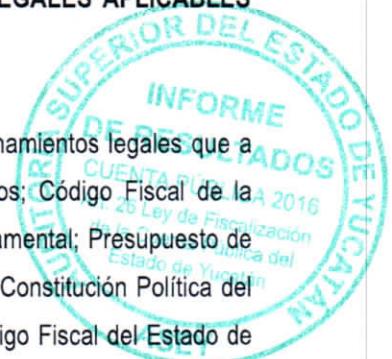 EGALES APLICABLES
AUDITORÍA SUPERIOR DEL ESTADO DE YUCATÁN
INFORME
DE RESULTADOS
CUENTA PÚBLICA 2016
26 Ley de Fiscalización
de la Cuenta Pública del
Estado de Yucatán
ASEY
namientos legales que a
os; Código Fiscal de la
amental; Presupuesto de
Constitución Política del
igo Fiscal del Estado de